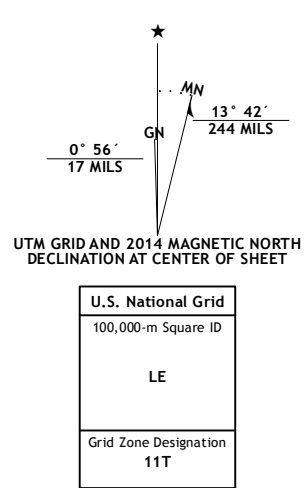 ★
MN
GN
13° 42´
244 MILS
0° 56´
17 MILS
UTM GRID AND 2014 MAGNETIC NORTH
DECLINATION AT CENTER OF SHEET
U.S. National Grid
100,000-m Square ID
LE
Grid Zone Designation
11T